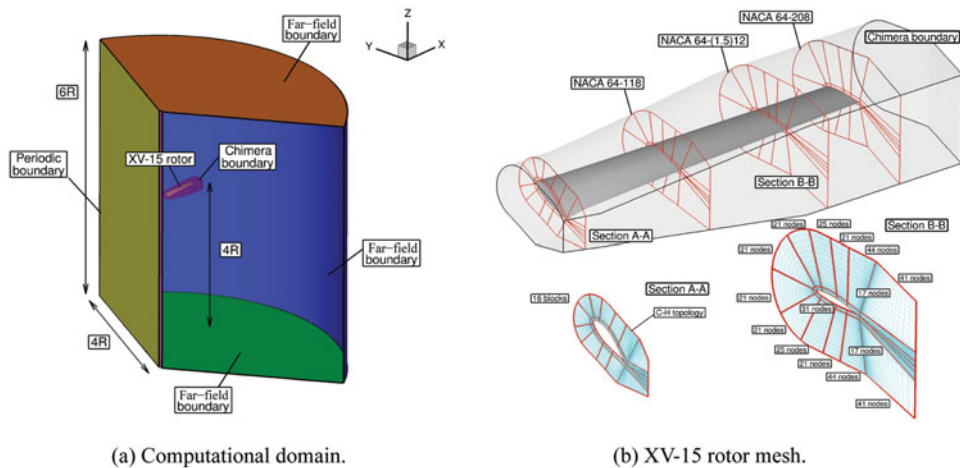 Far-field
boundary
Z
Y
X
6R
XV-15 rotor
Chimera
boundary
Periodic
boundary
4R
Far-field
boundary
4R
Far-field
boundary
(a) Computational domain.
NACA 64-208
NACA 64-(1.5)12
Chimera boundary
NACA 64-118
Section B-B
Section A-A
Section B-B
21 nodes
25 nodes
21 nodes
21 nodes
44 nodes
41 nodes
21 nodes
17 nodes
31 nodes
21 nodes
25 nodes
17 nodes
21 nodes
44 nodes
41 nodes
Section A-A
16 blocks
C-H topology
(b) XV-15 rotor mesh.